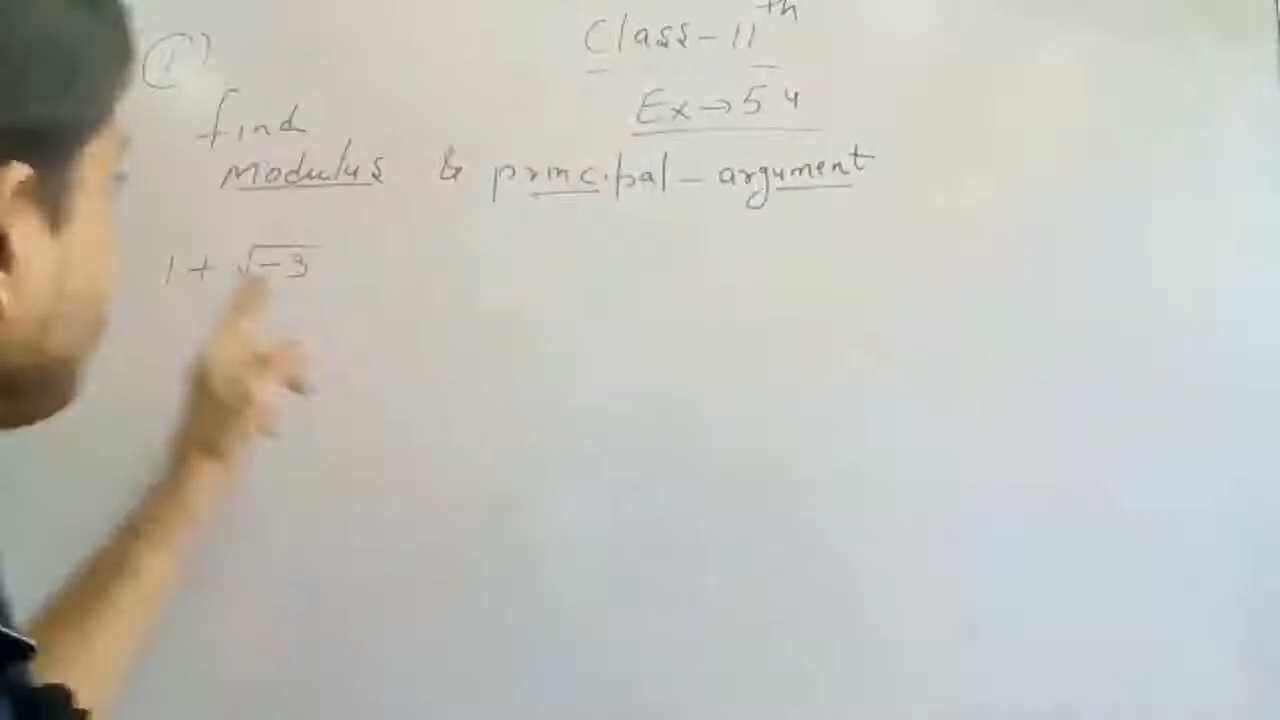 Class-11th
Ex→5 4
(1)
find
modulus & principal-argument
1 + √-3